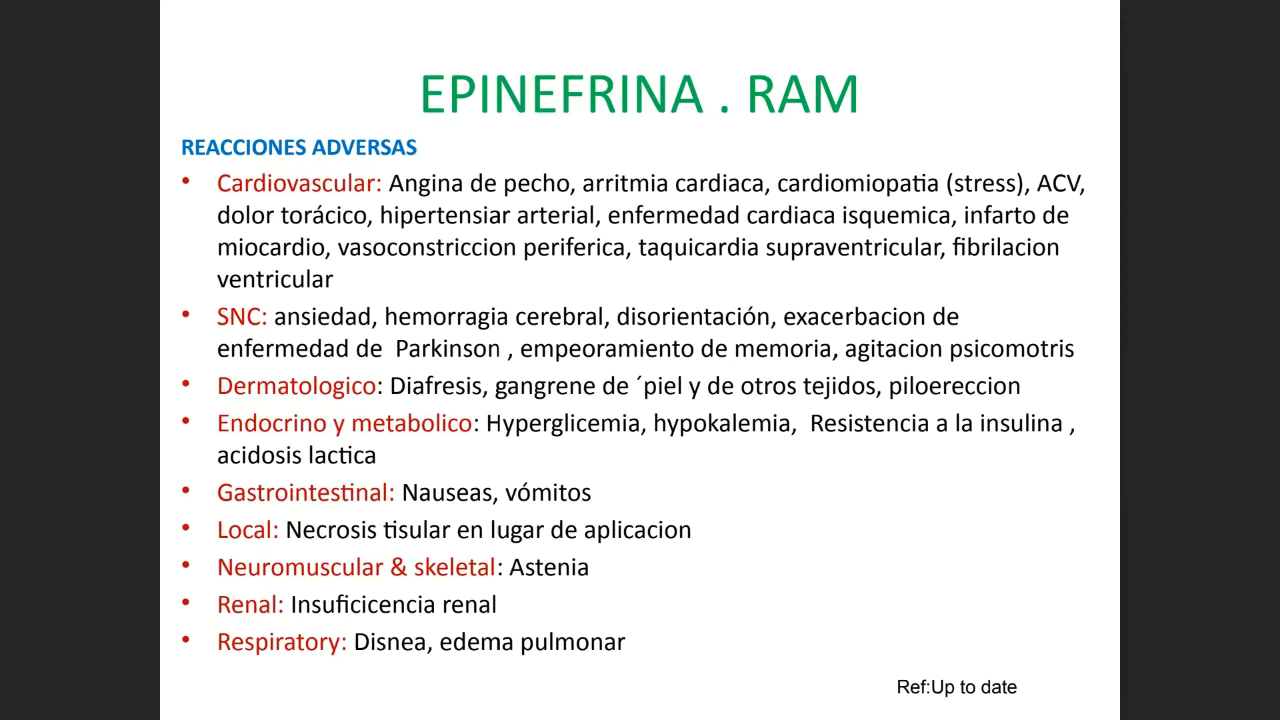 EPINEFRINA . RAM
REACCIONES ADVERSAS
• Cardiovascular: Angina de pecho, arritmia cardiaca, cardiomiopatia (stress), ACV,
dolor torácico, hipertensiar arterial, enfermedad cardiaca isquemica, infarto de
miocardio, vasoconstriccion periferica, taquicardia supraventricular, fibrilacion
ventricular
• SNC: ansiedad, hemorragia cerebral, disorientación, exacerbacion de
enfermedad de  Parkinson , empeoramiento de memoria, agitacion psicomotris
• Dermatologico: Diafresis, gangrene de ´piel y de otros tejidos, piloereccion
• Endocrino y metabolico: Hyperglicemia, hypokalemia,  Resistencia a la insulina ,
acidosis lactica
• Gastrointestinal: Nauseas, vómitos
• Local: Necrosis tisular en lugar de aplicacion
• Neuromuscular & skeletal: Astenia
• Renal: Insuficicencia renal
• Respiratory: Disnea, edema pulmonar
Ref:Up to date